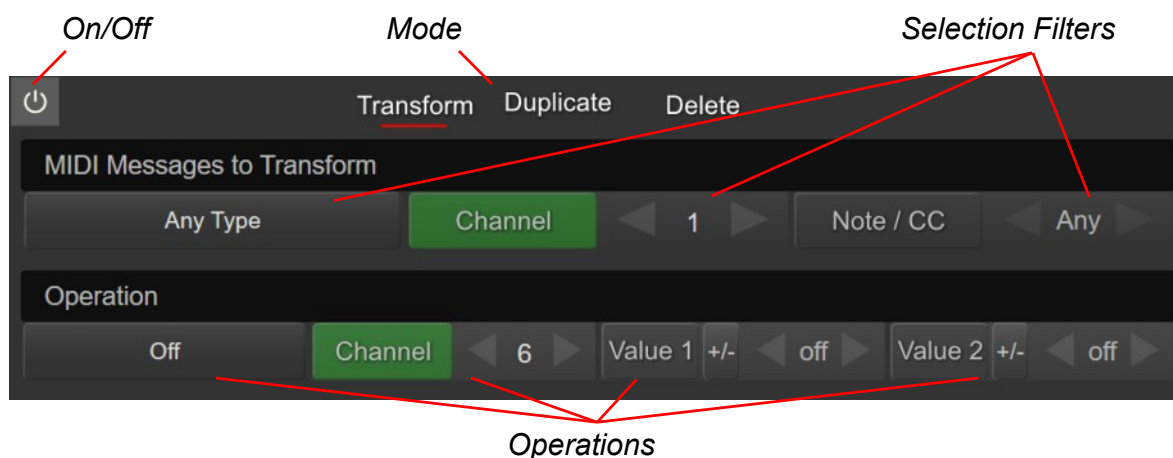 On/Off Mode Selection Filters
Transform Duplicate Delete
MIDI Messages to Transform
Any Type Channel 1 Note / CC Any
Operation
Off Channel 6 Value 1 +/- off Value 2 +/- off
Operations